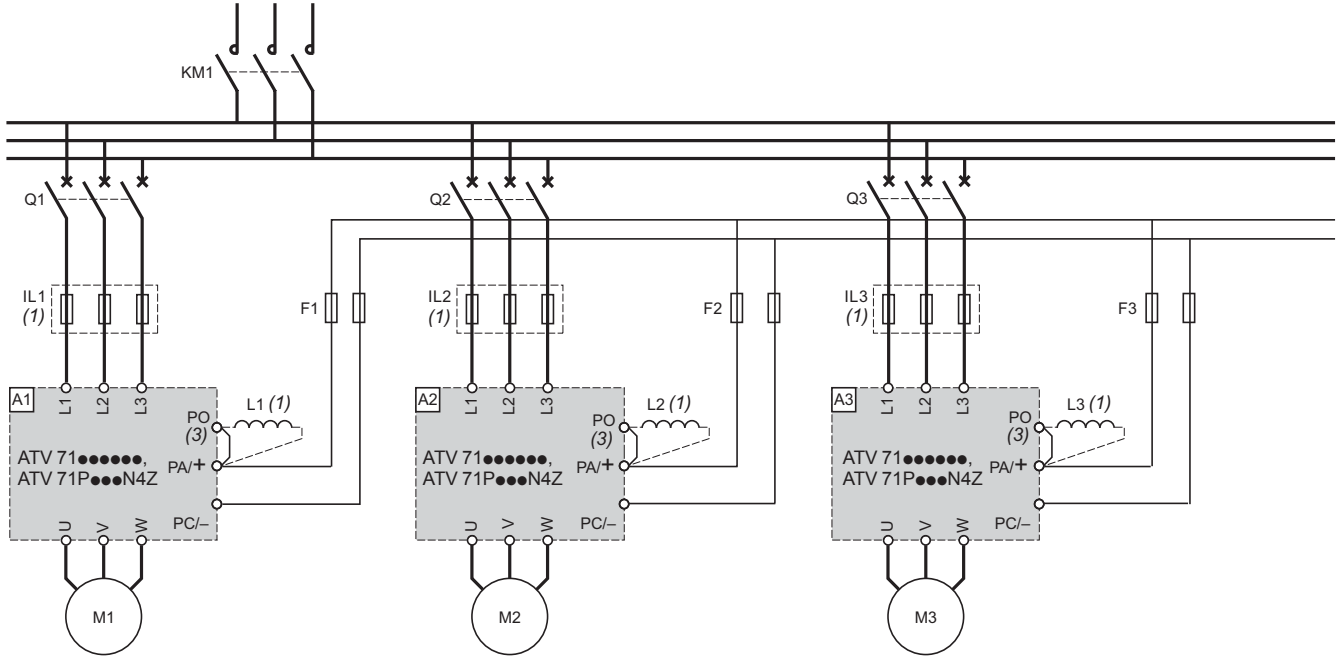 KM1
Q1
Q2
Q3
IL1
(1)
F1
IL2
(1)
F2
IL3
(1)
F3
A1
L1
L2
L3
PO
(3)
L1 (1)
ATV 71●●●●●●,
ATV 71P●●●N4Z
PA/+
PC/–
U
V
W
M1
A2
L1
L2
L3
PO
(3)
L2 (1)
ATV 71●●●●●●,
ATV 71P●●●N4Z
PA/+
PC/–
U
V
W
M2
A3
L1
L2
L3
PO
(3)
L3 (1)
ATV 71●●●●●●,
ATV 71P●●●N4Z
PA/+
PC/–
U
V
W
M3